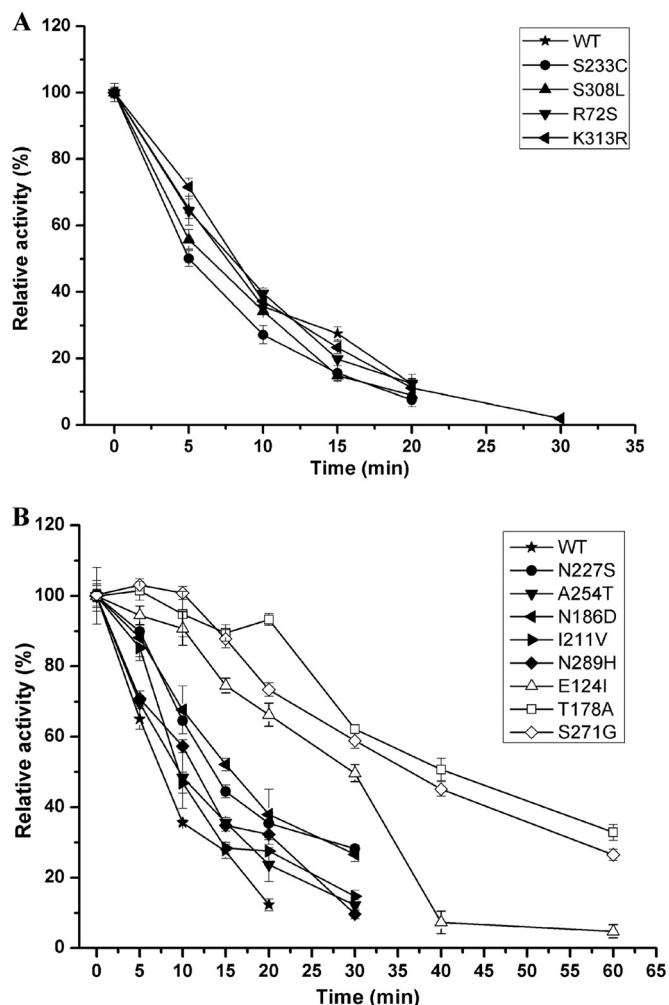 A
120
100
80
60
40
20
0
Relative activity (%)
WT
S233C
S308L
R72S
K313R
0 5 10 15 20 25 30 35
Time (min)
B
120
100
80
60
40
20
0
Relative activity (%)
WT
N227S
A254T
N186D
I211V
N289H
E124I
T178A
S271G
0 5 10 15 20 25 30 35 40 45 50 55 60 65
Time (min)